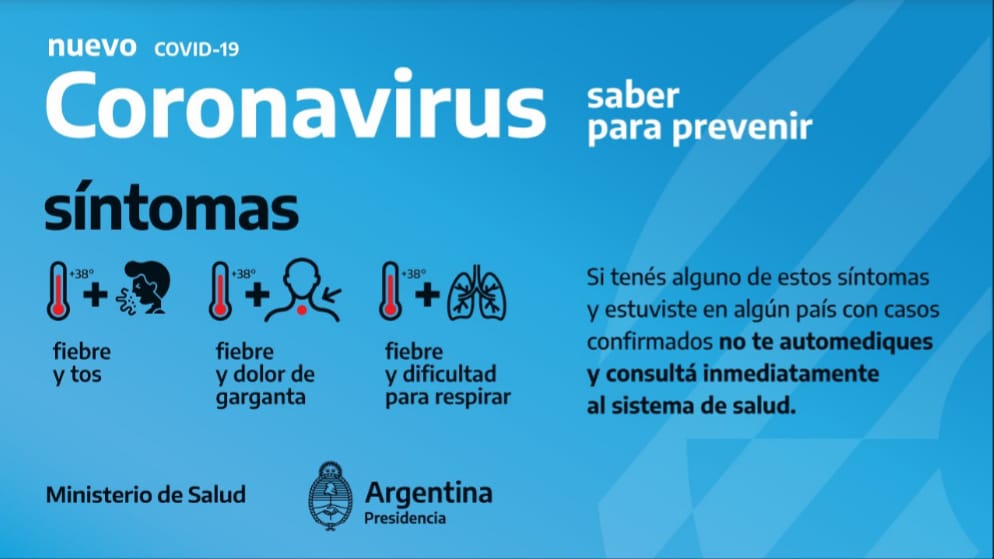 nuevo COVID-19
Coronavirus
saber
para prevenir
síntomas
+38°
+38°
+38°
fiebre
y tos
fiebre
y dolor de
garganta
fiebre
y dificultad
para respirar
Si tenés alguno de estos síntomas
y estuviste en algún país con casos
confirmados no te automediques
y consultá inmediatamente
al sistema de salud.
Ministerio de Salud
Argentina
Presidencia